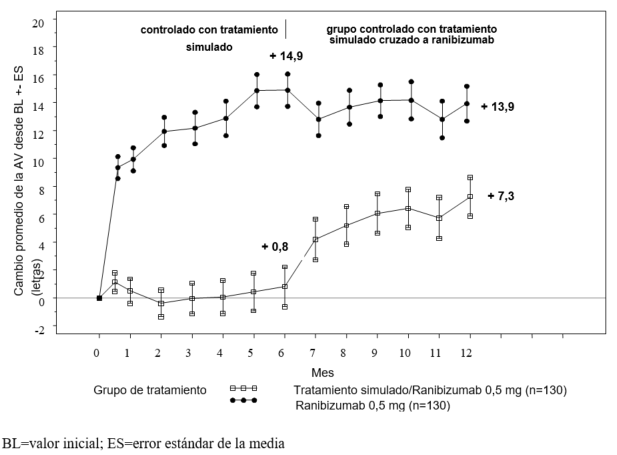 controlado con tratamiento
simulado
grupo controlado con tratamiento
simulado cruzado a ranibizumab
20
18
16
14
12
10
8
6
4
2
0
-2
+ 14,9
+ 13,9
+ 7,3
+ 0,8
Cambio promedio de la AV desde BL +- ES
(letras)
0 1 2 3 4 5 6 7 8 9 10 11 12
Mes
Grupo de tratamiento
Tratamiento simulado/Ranibizumab 0,5 mg (n=130)
Ranibizumab 0,5 mg (n=130)
BL=valor inicial; ES=error estándar de la media